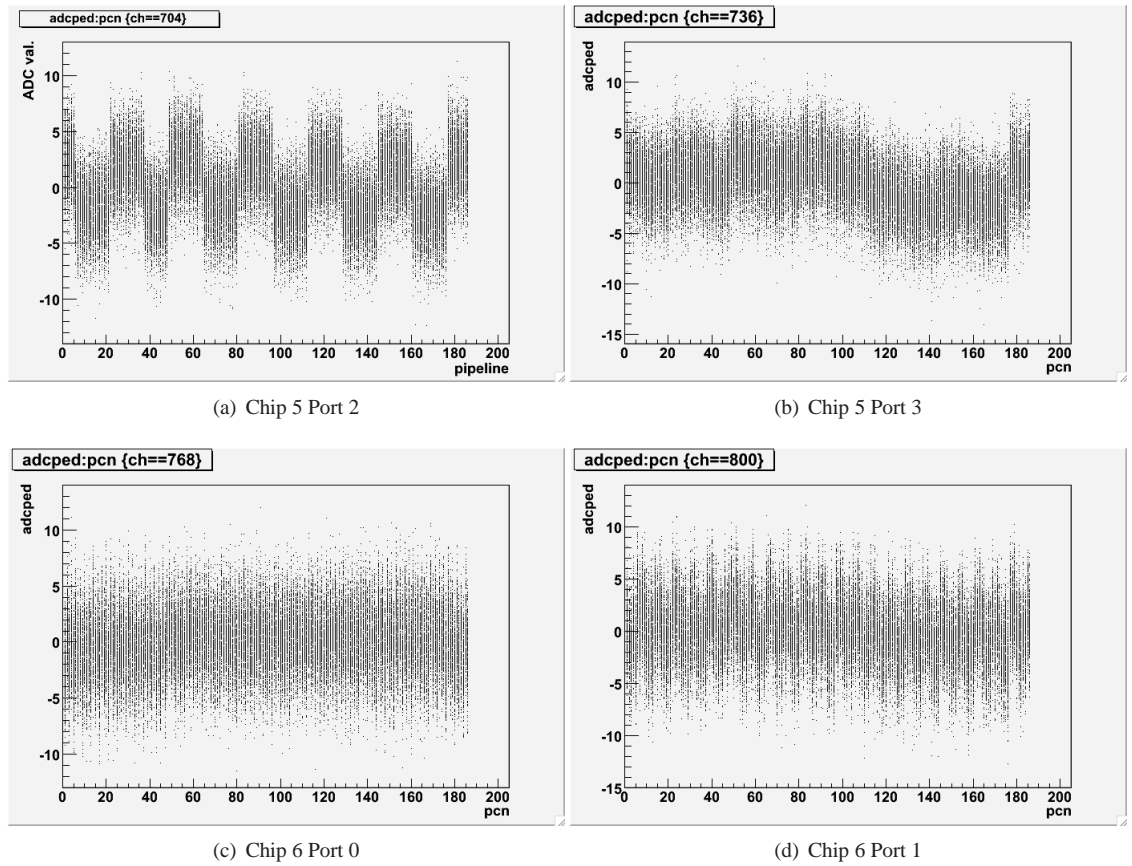 adcped:pcn {ch==704}
ADC val.
10
5
0
-5
-10
0 20 40 60 80 100 120 140 160 180 200
pipeline
(a) Chip 5 Port 2
adcped:pcn {ch==736}
adcped
10
5
0
-5
-10
-15
0 20 40 60 80 100 120 140 160 180 200
pcn
(b) Chip 5 Port 3
adcped:pcn {ch==768}
adcped
10
5
0
-5
-10
0 20 40 60 80 100 120 140 160 180 200
pcn
(c) Chip 6 Port 0
adcped:pcn {ch==800}
adcped
10
5
0
-5
-10
-15
0 20 40 60 80 100 120 140 160 180 200
pcn
(d) Chip 6 Port 1